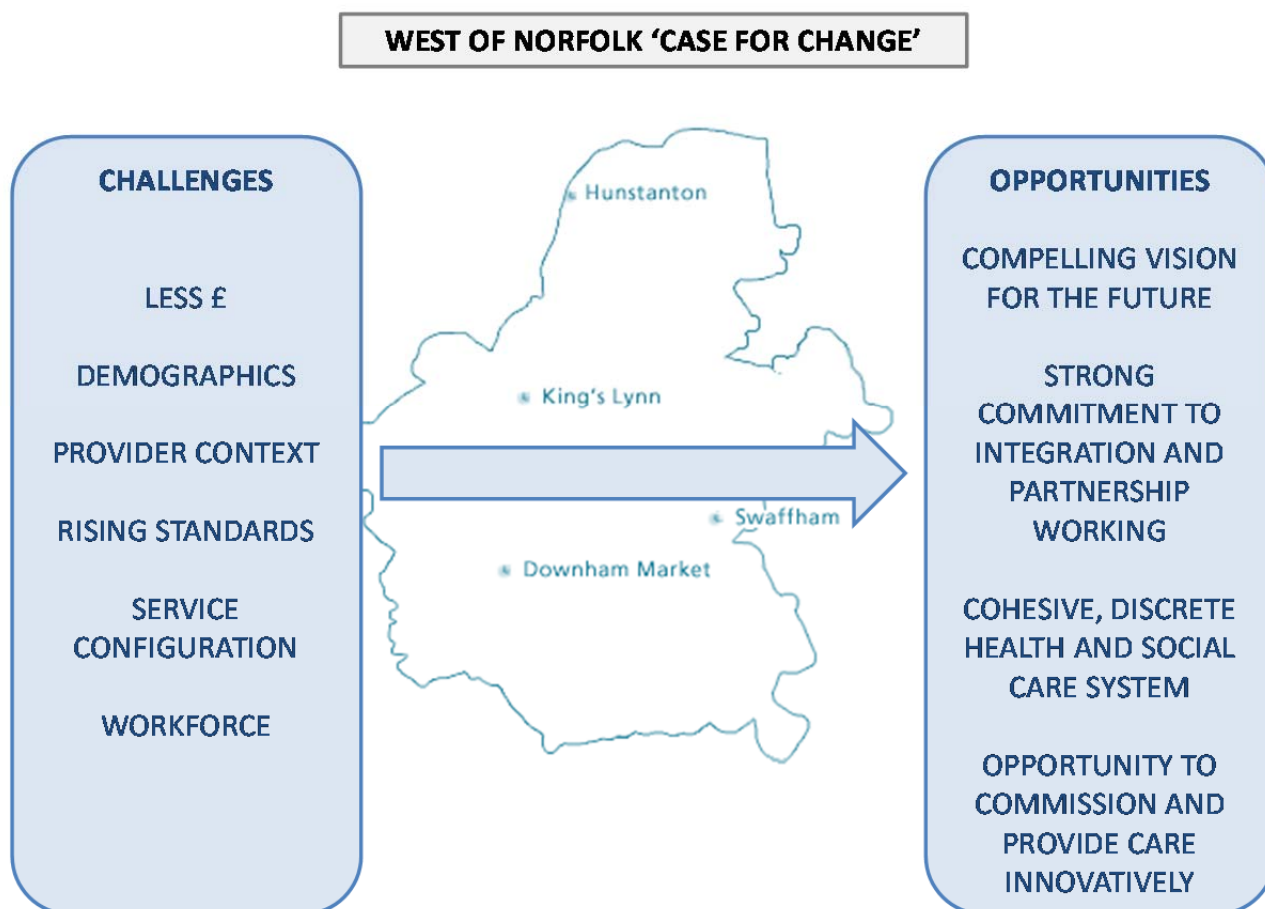 WEST OF NORFOLK ‘CASE FOR CHANGE’
CHALLENGES
LESS £
DEMOGRAPHICS
PROVIDER CONTEXT
RISING STANDARDS
SERVICE
CONFIGURATION
WORKFORCE
Hunstanton
King's Lynn
Swaffham
Downham Market
OPPORTUNITIES
COMPELLING VISION
FOR THE FUTURE
STRONG
COMMITMENT TO
INTEGRATION AND
PARTNERSHIP
WORKING
COHESIVE, DISCRETE
HEALTH AND SOCIAL
CARE SYSTEM
OPPORTUNITY TO
COMMISSION AND
PROVIDE CARE
INNOVATIVELY